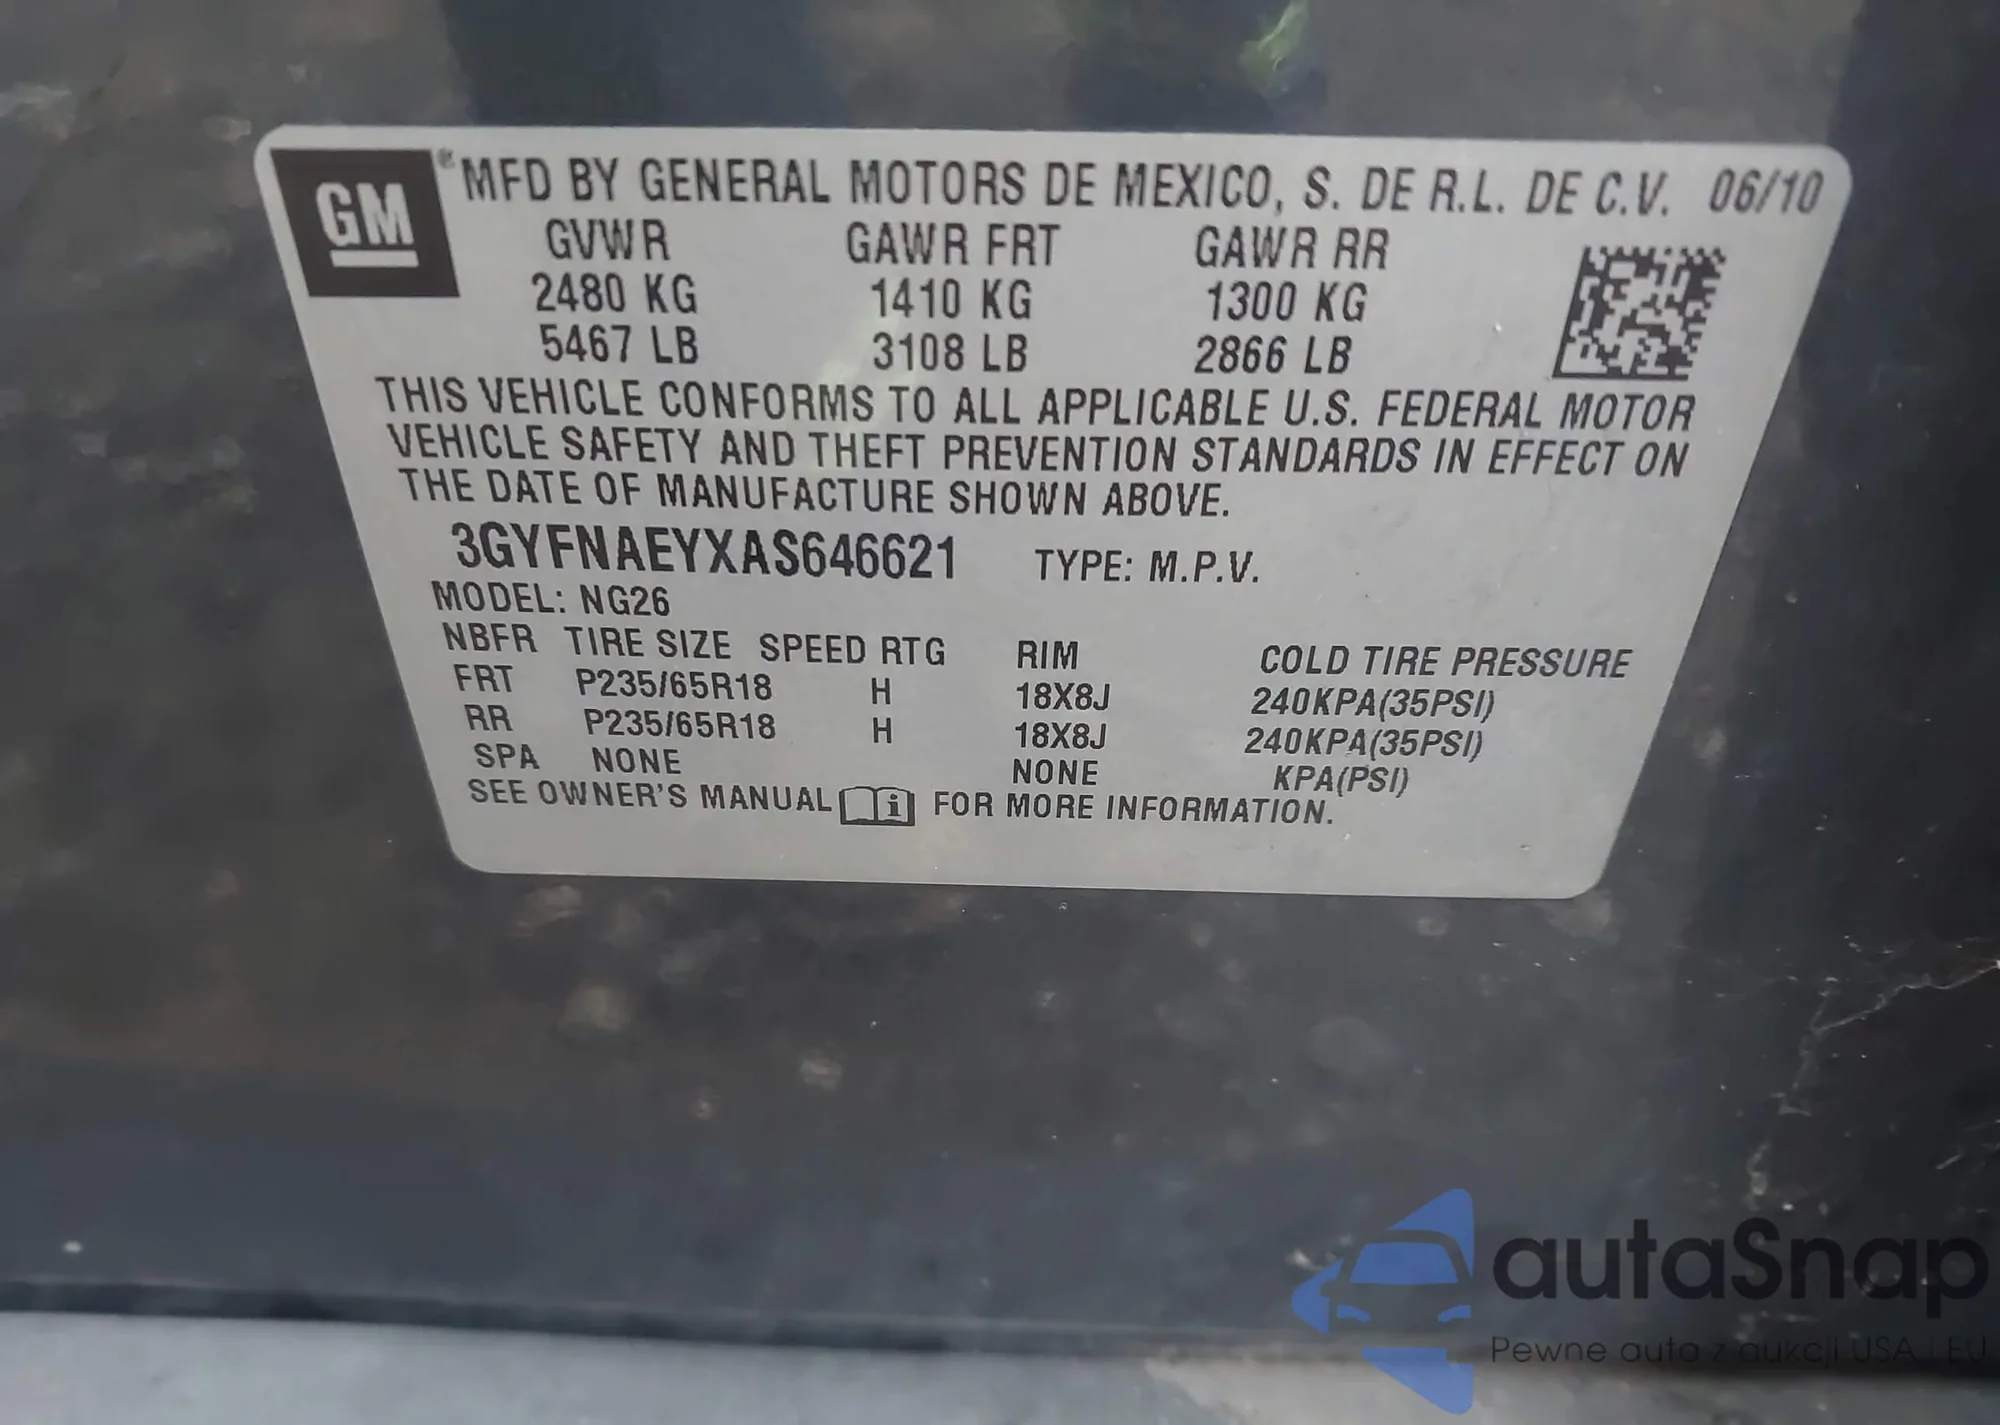 GM® MFD BY GENERAL MOTORS DE MEXICO, S. DE R.L. DE C.V. 06/10
GVWR GAWR FRT GAWR RR
2480 KG 1410 KG 1300 KG
5467 LB 3108 LB 2866 LB
THIS VEHICLE CONFORMS TO ALL APPLICABLE U.S. FEDERAL MOTOR
VEHICLE SAFETY AND THEFT PREVENTION STANDARDS IN EFFECT ON
THE DATE OF MANUFACTURE SHOWN ABOVE.
3GYFNAEYXAS646621 TYPE: M.P.V.
MODEL: NG26
NBFR TIRE SIZE SPEED RTG RIM COLD TIRE PRESSURE
FRT P235/65R18 H 18X8J 240KPA(35PSI)
RR P235/65R18 H 18X8J 240KPA(35PSI)
SPA NONE NONE KPA(PSI)
SEE OWNER'S MANUAL i FOR MORE INFORMATION.
autaSnap
Pewne auta z aukcji USA i EU